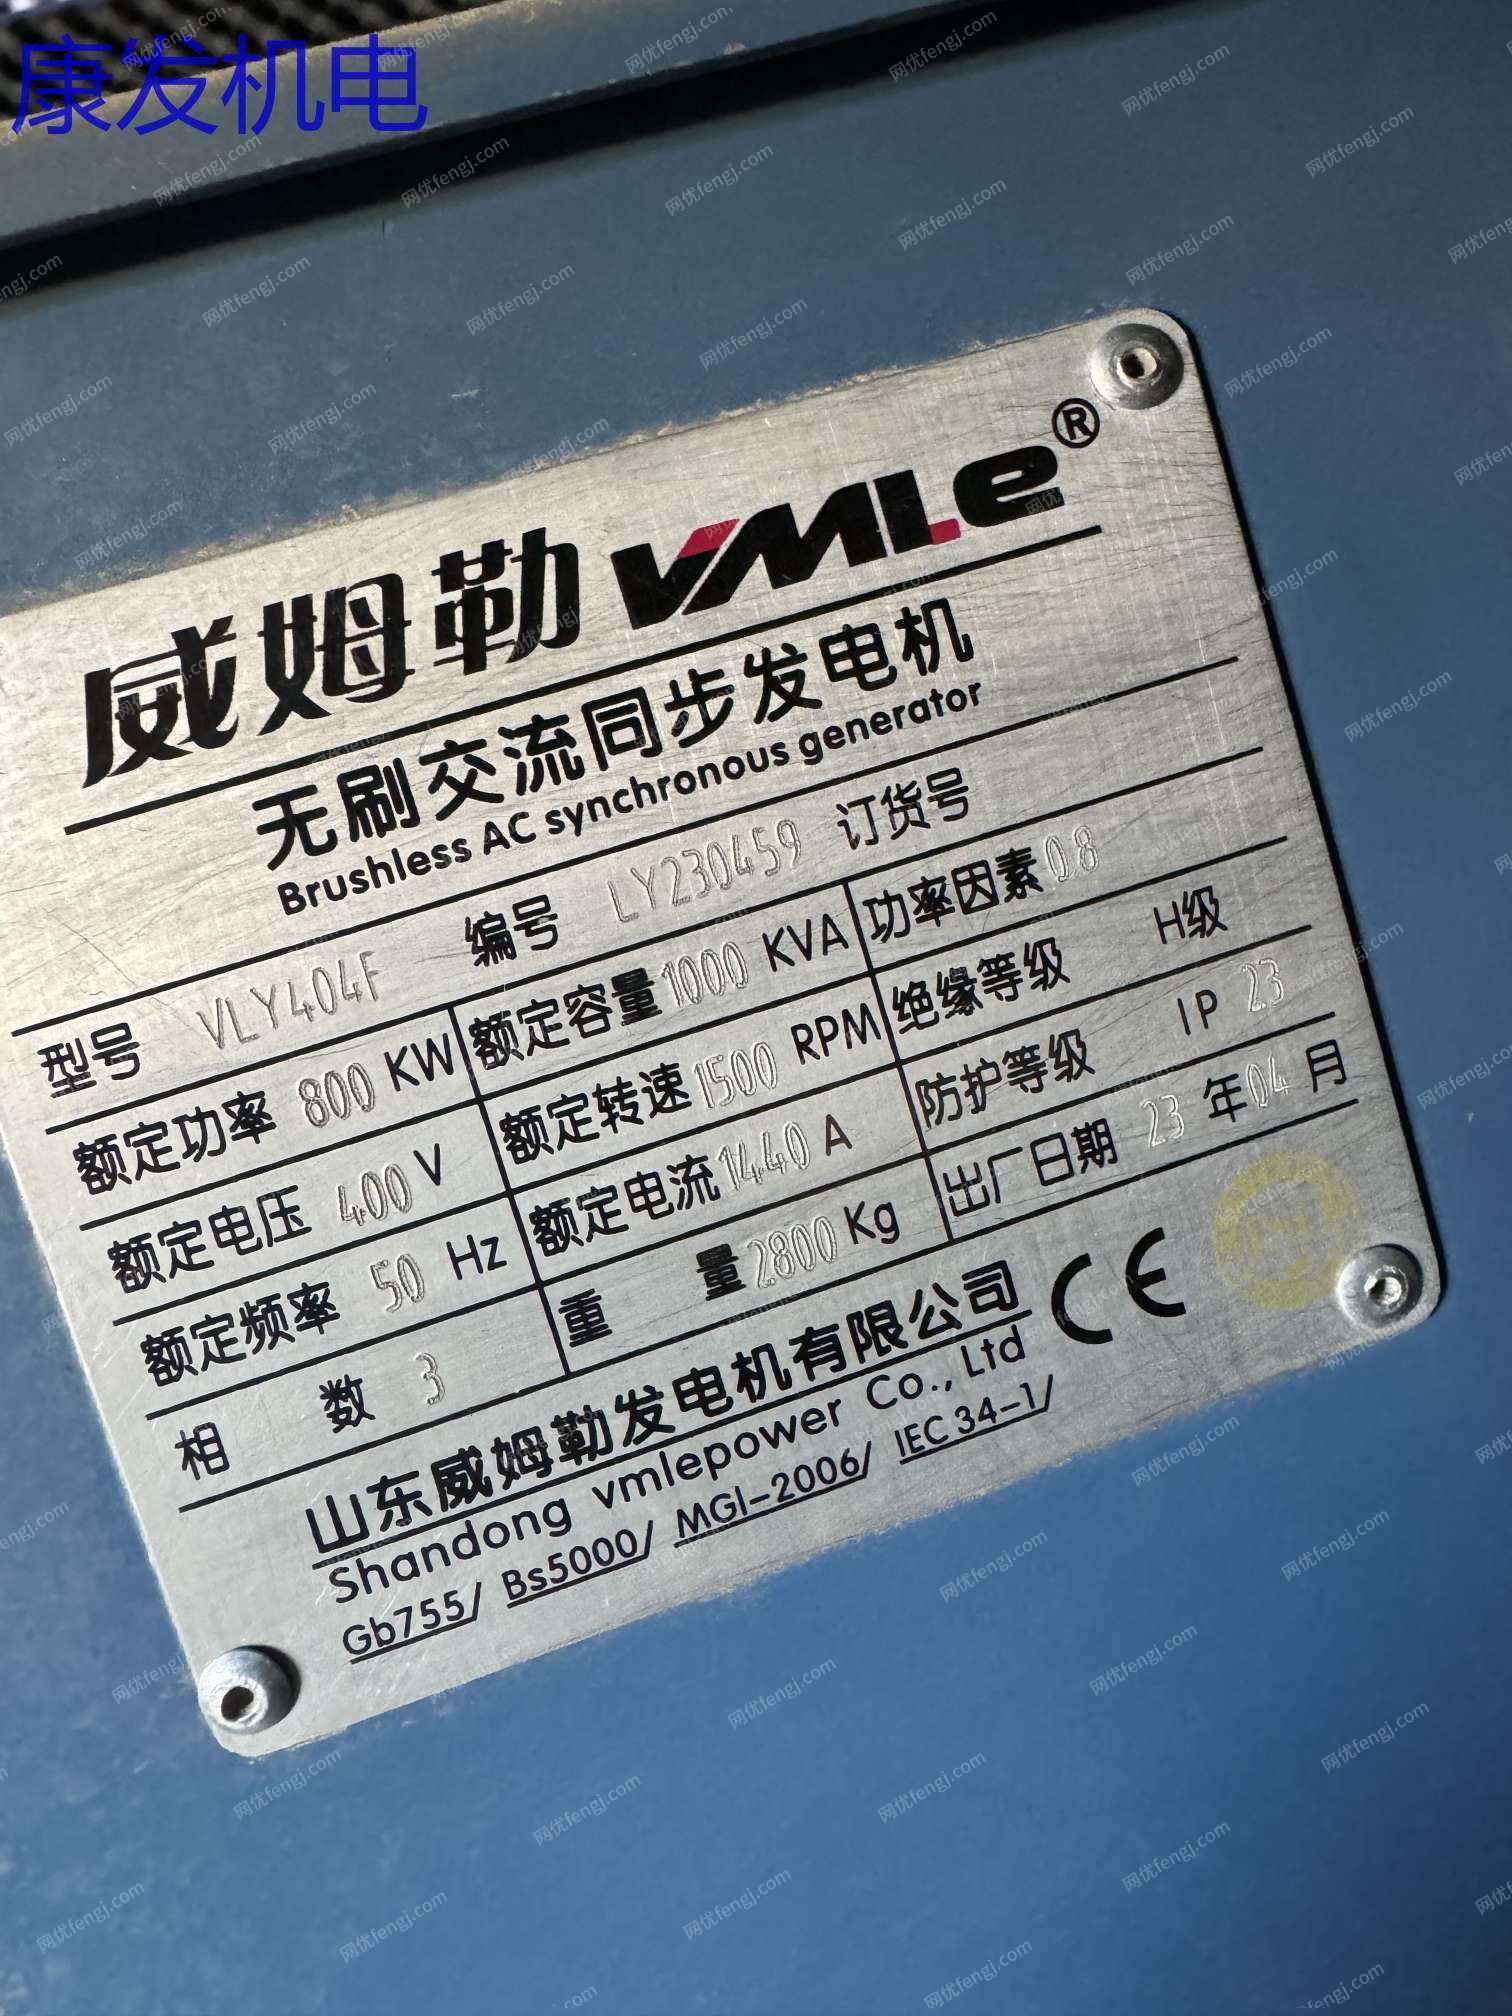 康发机电
威姆勒 VMLe®
无刷交流同步发电机
Brushless AC synchronous generator
型号 VLY404F 编号 LY230459 订货号
额定功率 800 KW 额定容量 1000 KVA 功率因素 0.8
额定电压 400 V 额定转速 1500 RPM 绝缘等级 H级
额定频率 50 Hz 额定电流 1440 A 防护等级 IP 23
相 数 3 重 量 2800 Kg 出厂日期 23 年 04 月
山东威姆勒发电机有限公司 CE
Shandong vmlepower Co., Ltd
Gb755/ Bs5000/ MGI-2006/ IEC 34-1/
网优fengj.com